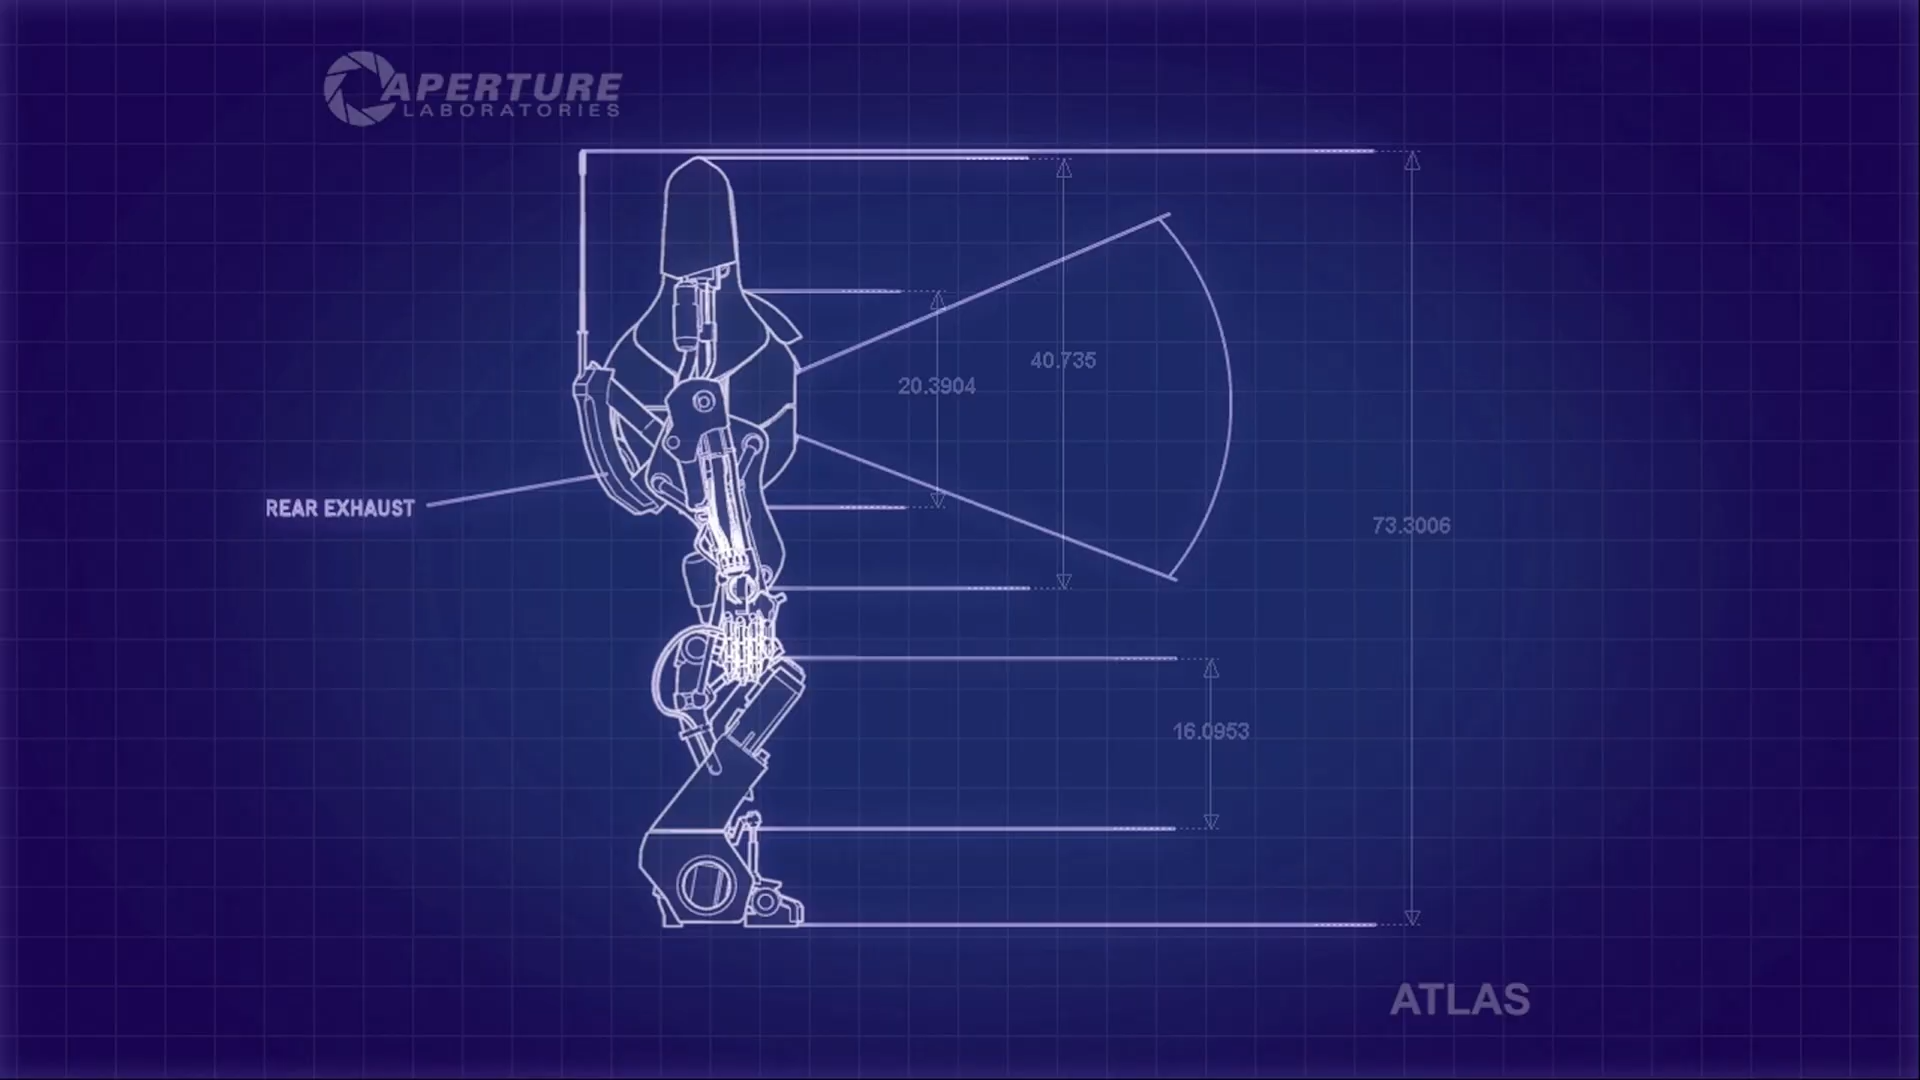 APERTURE
LABORATORIES
40.735
20.3904
REAR EXHAUST
73.3006
16.0953
ATLAS